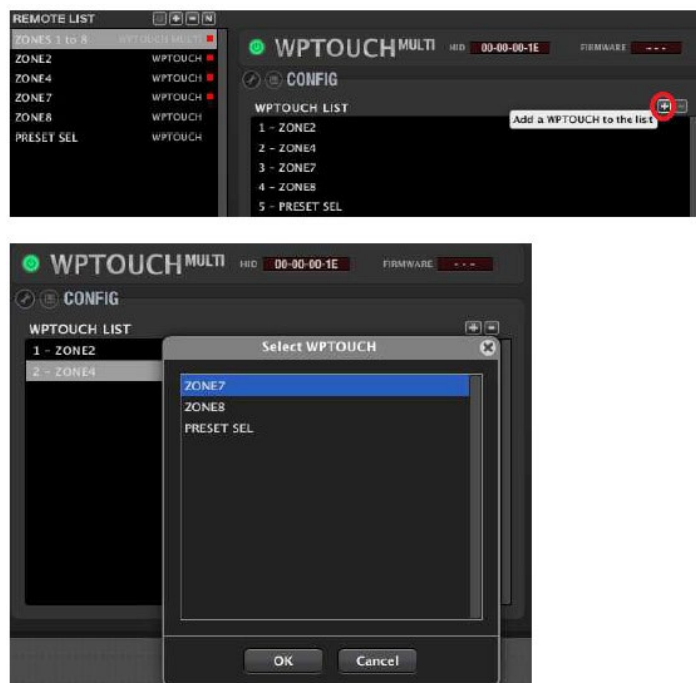 REMOTE LIST
ZONES 1 to 8 WPTOUCH MULTI
ZONE2 WPTOUCH
ZONE4 WPTOUCH
ZONE7 WPTOUCH
ZONE8 WPTOUCH
PRESET SEL WPTOUCH
WPTOUCH MULTI HID 00-00-00-1E FIRMWARE ---
CONFIG
WPTOUCH LIST
Add a WPTOUCH to the list
1 - ZONE2
2 - ZONE4
3 - ZONE7
4 - ZONE8
5 - PRESET SEL
WPTOUCH MULTI HID 00-00-00-1E FIRMWARE ---
CONFIG
WPTOUCH LIST
1 - ZONE2
2 - ZONE4
Select WPTOUCH
ZONE7
ZONE8
PRESET SEL
OK Cancel